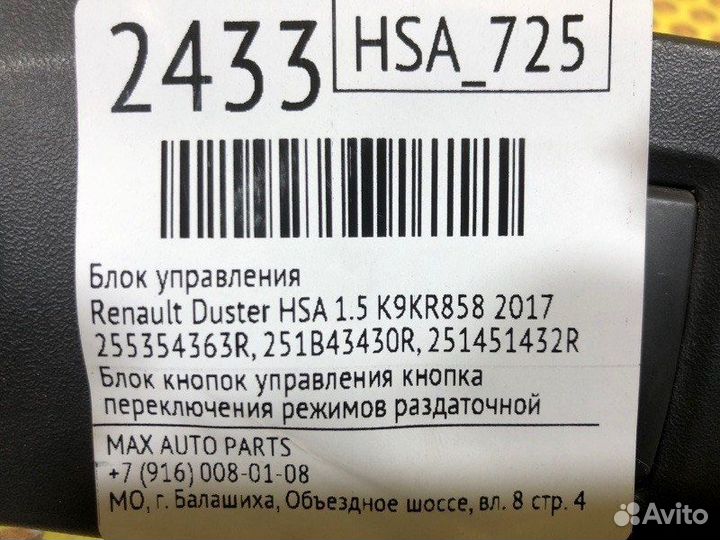 2433
HSA_725
Блок управления
Renault Duster HSA 1.5 K9KR858 2017
255354363R, 251B43430R, 251451432R
Блок кнопок управления кнопка
переключения режимов раздаточной
MAX AUTO PARTS
+7 (916) 008-01-08
МО, г. Балашиха, Объездное шоссе, вл. 8 стр. 4
Avito